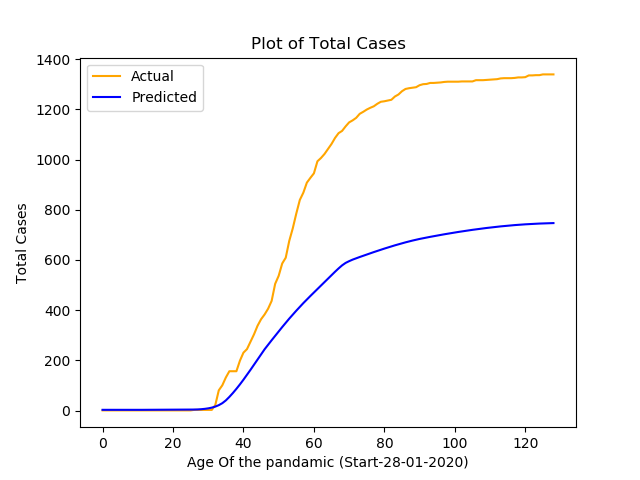 Plot of Total Cases
1400
1200
1000
800
600
400
200
0
Total Cases
Actual
Predicted
0 20 40 60 80 100 120
Age Of the pandamic (Start-28-01-2020)